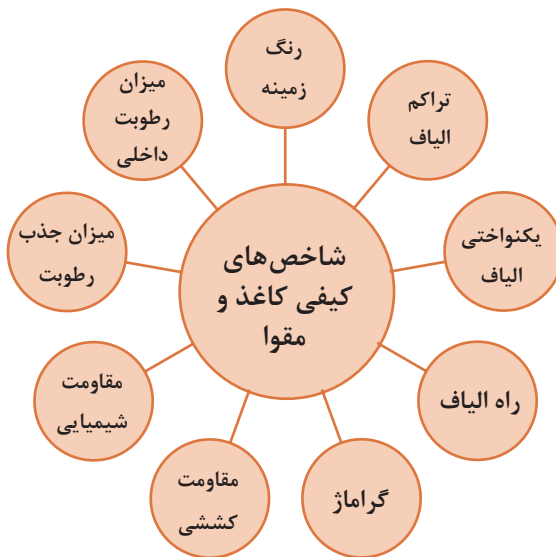 شاخص‌های
کیفی کاغذ و
مقوا
رنگ
زمینه
تراکم
الیاف
یکنواختی
الیاف
راه الیاف
گراماژ
مقاومت
کششی
مقاومت
شیمیایی
میزان جذب
رطوبت
میزان
رطوبت
داخلی